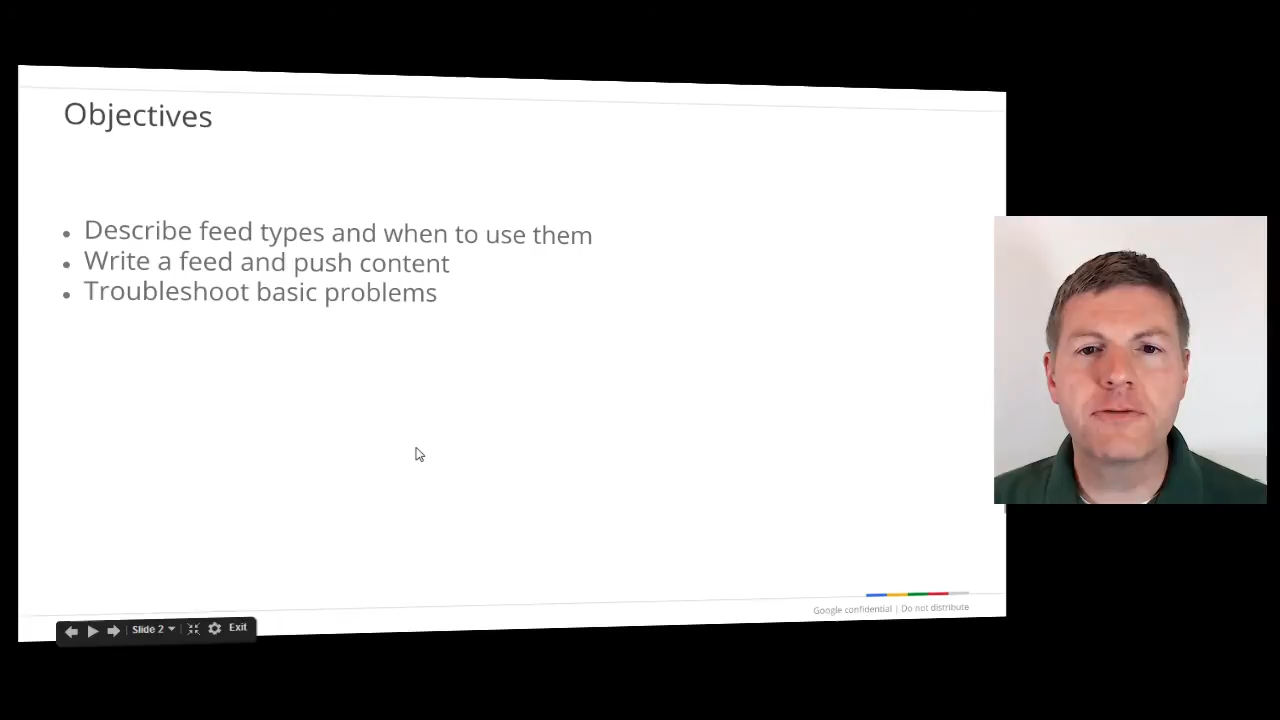 Objectives
• Describe feed types and when to use them
• Write a feed and push content
• Troubleshoot basic problems
Google confidential | Do not distribute
Slide 2 Exit